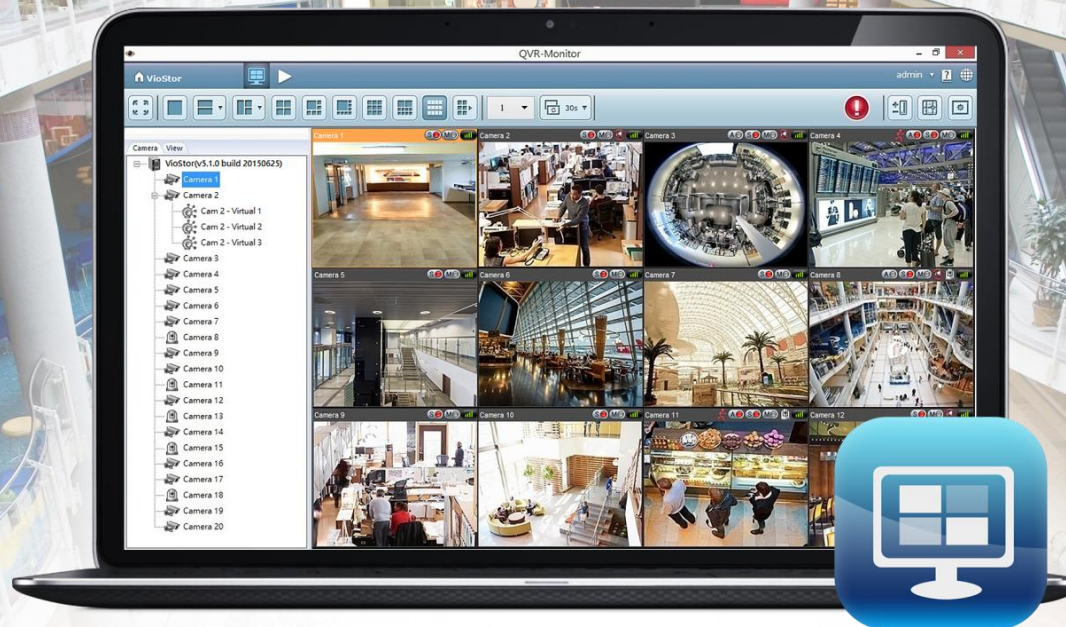 QVR-Monitor
VioStor
admin
?
1
30s
Camera View
VioStor(v5.1.0 build 20150625)
Camera 1
Camera 2
Cam 2 - Virtual 1
Cam 2 - Virtual 2
Cam 2 - Virtual 3
Camera 3
Camera 4
Camera 5
Camera 6
Camera 7
Camera 8
Camera 9
Camera 10
Camera 11
Camera 12
Camera 13
Camera 14
Camera 15
Camera 16
Camera 17
Camera 18
Camera 19
Camera 20
Camera 1
Camera 2
Camera 3
Camera 4
Camera 5
Camera 6
Camera 7
Camera 8
Camera 9
Camera 10
Camera 11
Camera 12